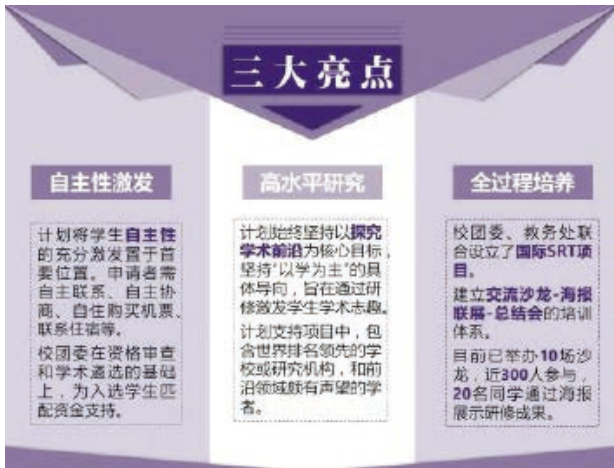 三大亮点
自主性激发
计划将学生自主性
的充分激发置于首
要位置。申请者需
自主联系、自主协
商、自住购买机票、
联系住宿等。
校团委在资格审查
和学术遴选的基础
上，为入选学生匹
配资金支持。
高水平研究
计划始终坚持以探究
学术前沿为核心目标，
坚持“以学为主”的具
体导向，旨在通过研
修激发学生学术志趣。
计划支持项目中，包
含世界排名领先的学
校或研究机构，和前
沿领域颇有声望的学
者。
全过程培养
校团委、教务处联
合设立了国际SRT项
目。
建立交流沙龙-海报
联展-总结会的培训
体系。
目前已举办10场沙
龙，近300人参与，
20名同学通过海报
展示研修成果。